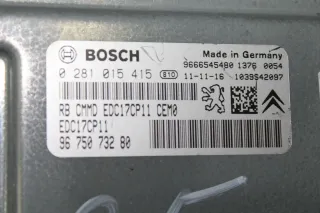 BOSCH
Made in Germany
9666545480 1376 0054
0 281 015 415 S10
11-11-16 1039S42097
RB CMMD EDC17CP11 CEM0
EDC17CP11
96 750 732 80